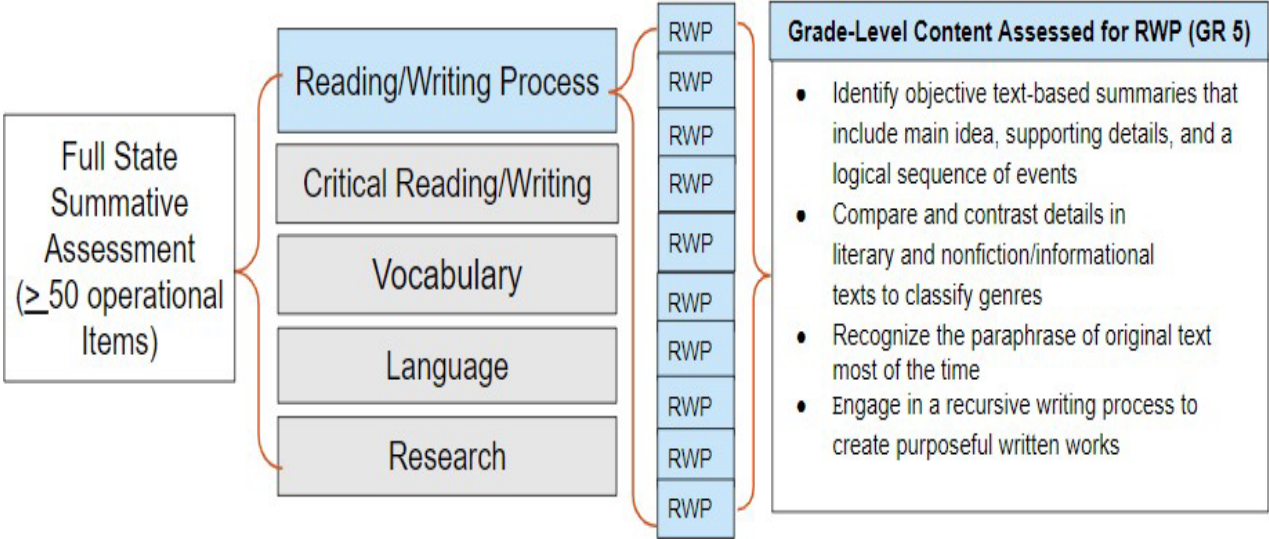 Full State
Summative
Assessment
(≥ 50 operational
Items)
Reading/Writing Process
Critical Reading/Writing
Vocabulary
Language
Research
RWP
RWP
RWP
RWP
RWP
RWP
RWP
RWP
RWP
RWP
Grade-Level Content Assessed for RWP (GR 5)
● Identify objective text-based summaries that
include main idea, supporting details, and a
logical sequence of events
● Compare and contrast details in
literary and nonfiction/informational
texts to classify genres
● Recognize the paraphrase of original text
most of the time
● Engage in a recursive writing process to
create purposeful written works